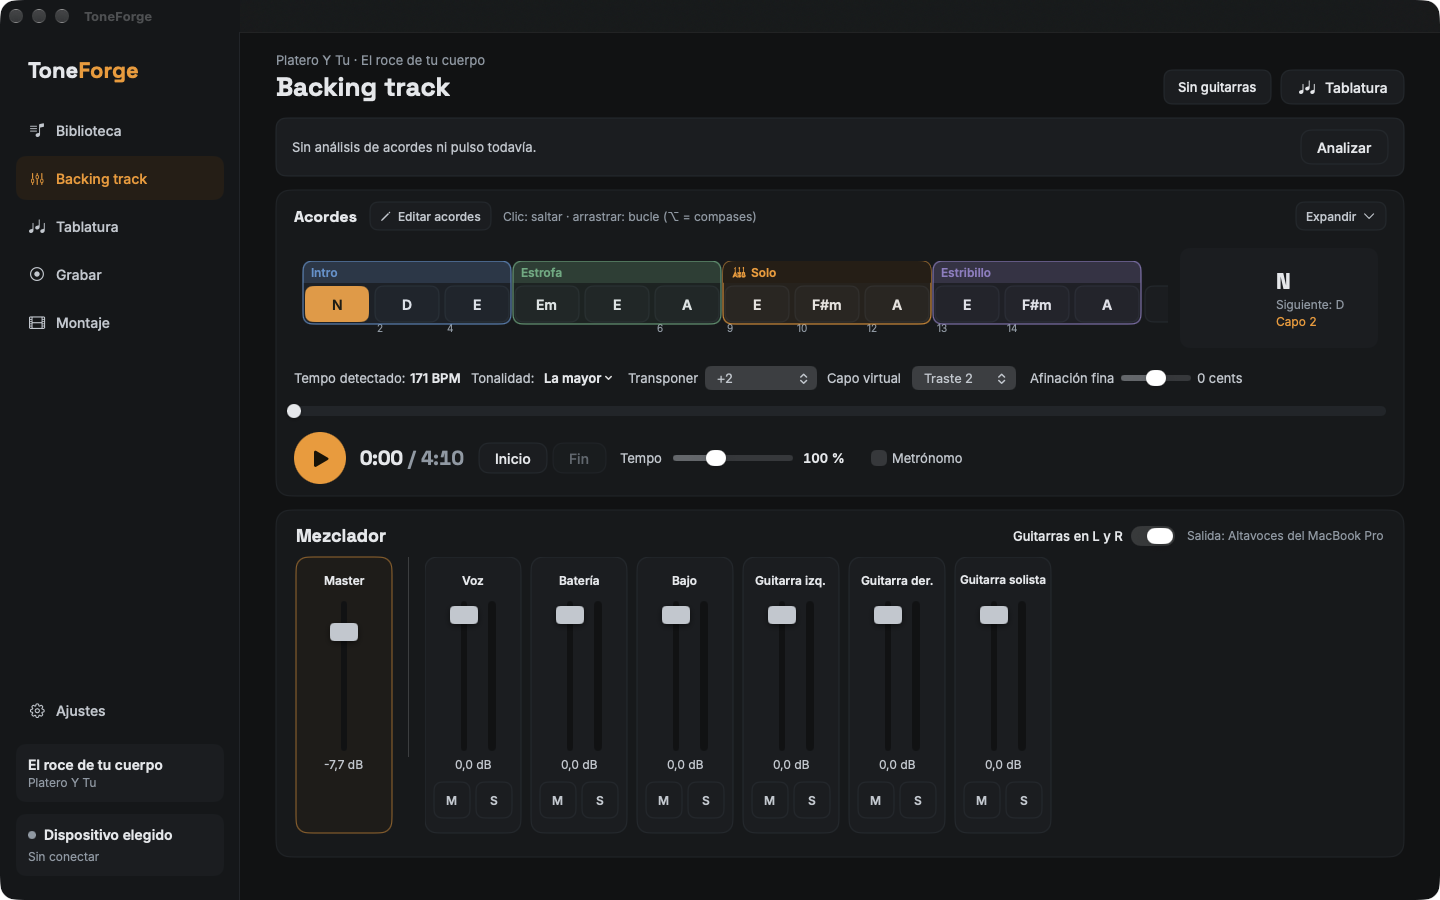 ToneForge
ToneForge
Biblioteca
Backing track
Tablatura
Grabar
Montaje
Ajustes
El roce de tu cuerpo
Platero Y Tu
Dispositivo elegido
Sin conectar
Platero Y Tu · El roce de tu cuerpo
Backing track
Sin guitarras
Tablatura
Sin análisis de acordes ni pulso todavía.
Analizar
Acordes
Editar acordes
Clic: saltar · arrastrar: bucle (⌥ = compases)
Expandir
Intro Estrofa Solo Estribillo
N D E Em E A E F#m A E F#m A
2 4 6 9 10 12 13 14
N
Siguiente: D
Capo 2
Tempo detectado: 171 BPM Tonalidad: La mayor Transponer +2 Capo virtual Traste 2 Afinación fina 0 cents
0:00 / 4:10 Inicio Fin Tempo 100 % Metrónomo
Mezclador
Guitarras en L y R
Salida: Altavoces del MacBook Pro
Master Voz Batería Bajo Guitarra izq. Guitarra der. Guitarra solista
-7,7 dB 0,0 dB 0,0 dB 0,0 dB 0,0 dB 0,0 dB 0,0 dB
M S M S M S M S M S M S